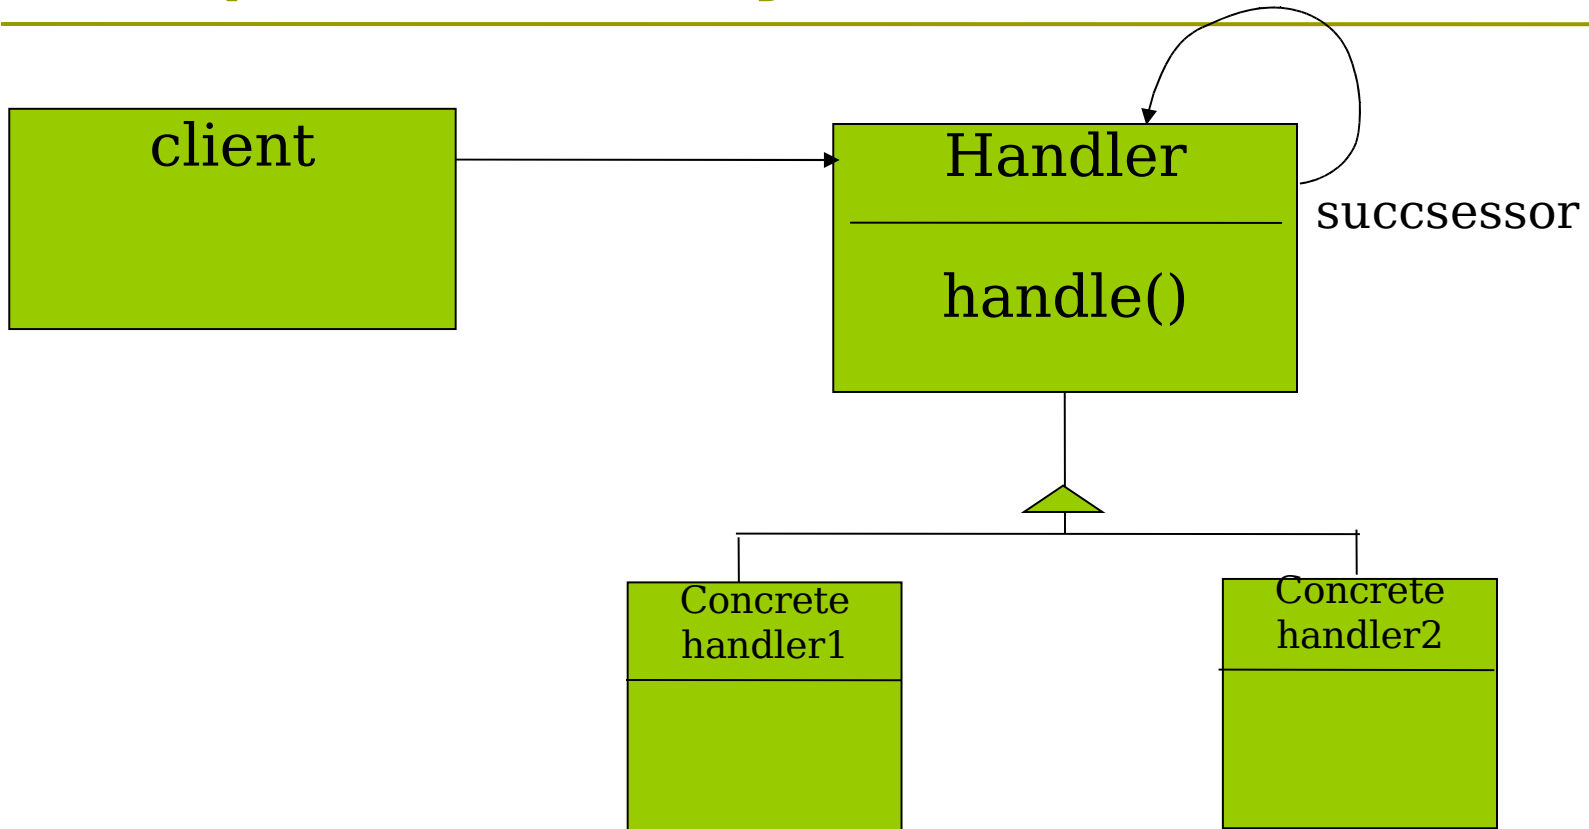 client
Handler
succsessor
handle()
Concrete
handler1
Concrete
handler2